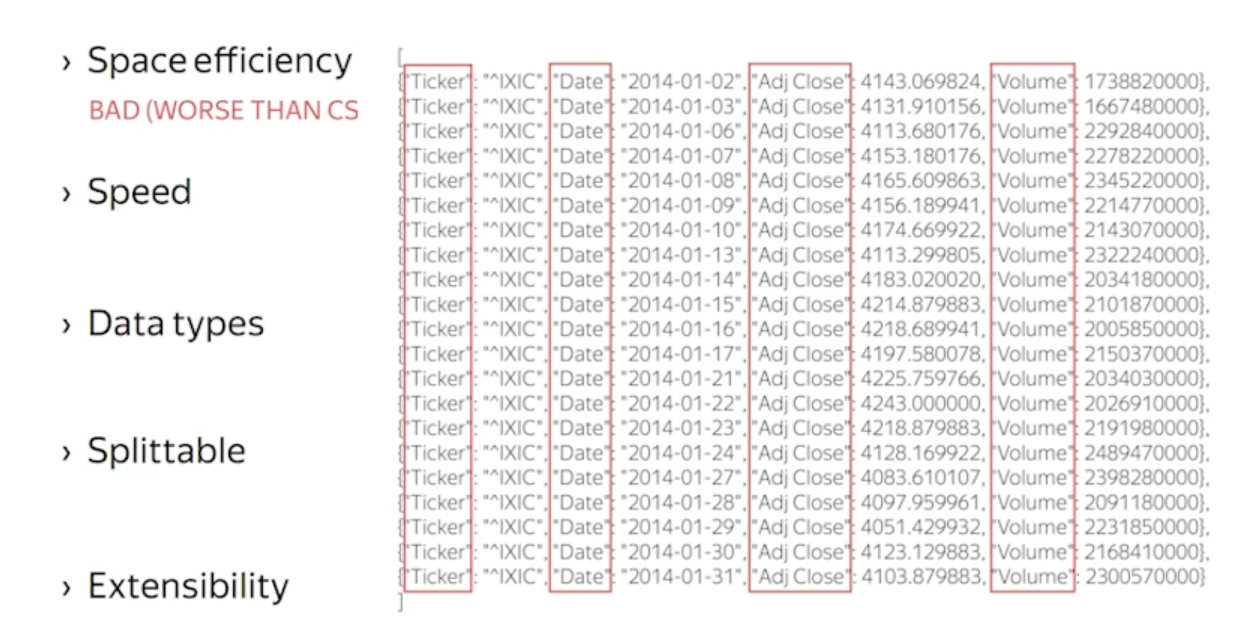 › Space efficiency
BAD (WORSE THAN CS
› Speed
› Data types
› Splittable
› Extensibility
[
{"Ticker": "^IXIC", "Date": "2014-01-02", "Adj Close": 4143.069824, "Volume": 1738820000},
{"Ticker": "^IXIC", "Date": "2014-01-03", "Adj Close": 4131.910156, "Volume": 1667480000},
{"Ticker": "^IXIC", "Date": "2014-01-06", "Adj Close": 4113.680176, "Volume": 2292840000},
{"Ticker": "^IXIC", "Date": "2014-01-07", "Adj Close": 4153.180176, "Volume": 2278220000},
{"Ticker": "^IXIC", "Date": "2014-01-08", "Adj Close": 4165.609863, "Volume": 2345220000},
{"Ticker": "^IXIC", "Date": "2014-01-09", "Adj Close": 4156.189941, "Volume": 2214770000},
{"Ticker": "^IXIC", "Date": "2014-01-10", "Adj Close": 4174.669922, "Volume": 2143070000},
{"Ticker": "^IXIC", "Date": "2014-01-13", "Adj Close": 4113.299805, "Volume": 2322240000},
{"Ticker": "^IXIC", "Date": "2014-01-14", "Adj Close": 4183.020020, "Volume": 2034180000},
{"Ticker": "^IXIC", "Date": "2014-01-15", "Adj Close": 4214.879883, "Volume": 2101870000},
{"Ticker": "^IXIC", "Date": "2014-01-16", "Adj Close": 4218.689941, "Volume": 2005850000},
{"Ticker": "^IXIC", "Date": "2014-01-17", "Adj Close": 4197.580078, "Volume": 2150370000},
{"Ticker": "^IXIC", "Date": "2014-01-21", "Adj Close": 4225.759766, "Volume": 2034030000},
{"Ticker": "^IXIC", "Date": "2014-01-22", "Adj Close": 4243.000000, "Volume": 2026910000},
{"Ticker": "^IXIC", "Date": "2014-01-23", "Adj Close": 4218.879883, "Volume": 2191980000},
{"Ticker": "^IXIC", "Date": "2014-01-24", "Adj Close": 4128.169922, "Volume": 2489470000},
{"Ticker": "^IXIC", "Date": "2014-01-27", "Adj Close": 4083.610107, "Volume": 2398280000},
{"Ticker": "^IXIC", "Date": "2014-01-28", "Adj Close": 4097.959961, "Volume": 2091180000},
{"Ticker": "^IXIC", "Date": "2014-01-29", "Adj Close": 4051.429932, "Volume": 2231850000},
{"Ticker": "^IXIC", "Date": "2014-01-30", "Adj Close": 4123.129883, "Volume": 2168410000},
{"Ticker": "^IXIC", "Date": "2014-01-31", "Adj Close": 4103.879883, "Volume": 2300570000}
]